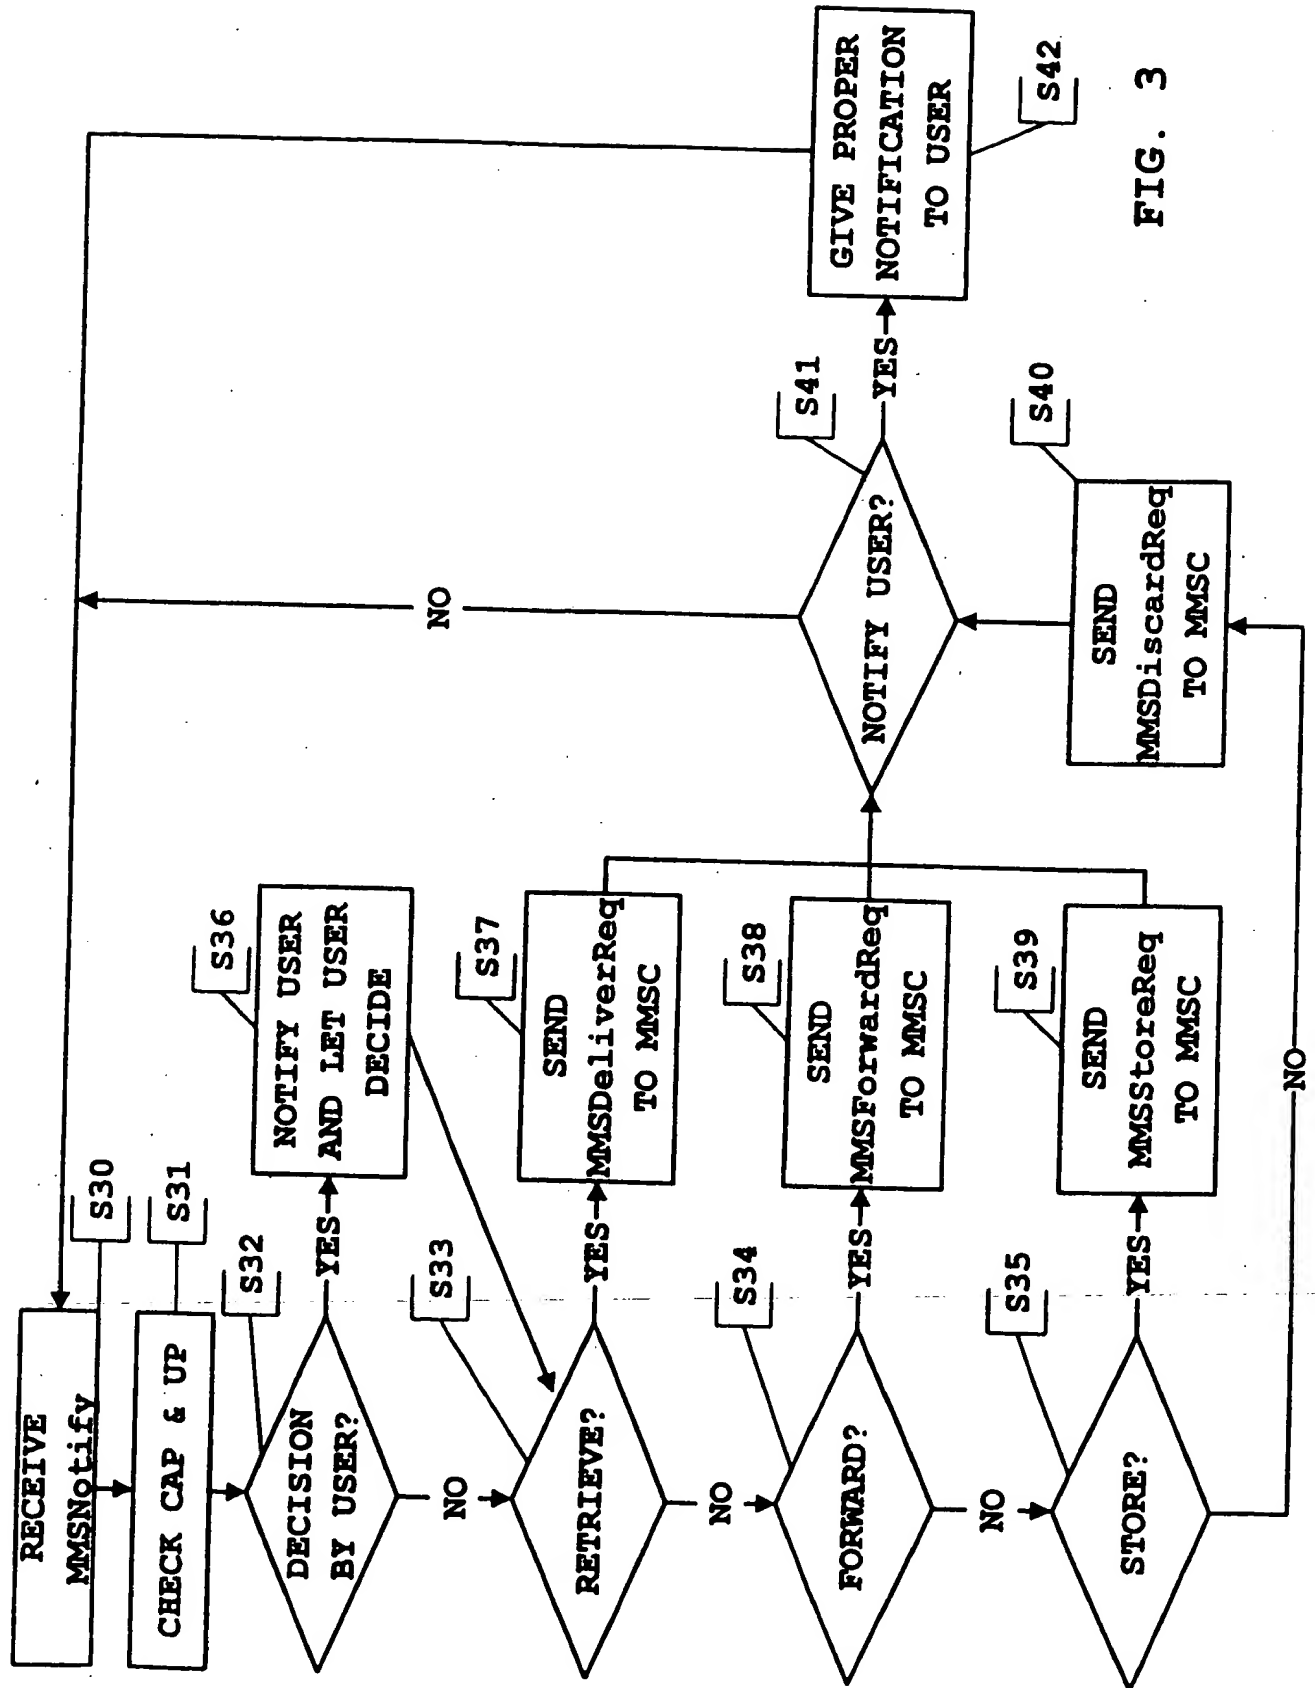 RECEIVE
MMSNotify
S30
CHECK CAP & UP
S31
DECISION
BY USER?
S32
YES
NOTIFY USER
AND LET USER
DECIDE
S36
NO
RETRIEVE?
S33
YES
SEND
MMSDeliverReq
TO MMSC
S37
NO
FORWARD?
S34
YES
SEND
MMSForwardReq
TO MMSC
S38
NO
STORE?
S35
YES
SEND
MMSStoreReq
TO MMSC
S39
NO
SEND
MMSDiscardReq
TO MMSC
S40
NOTIFY USER?
S41
NO
YES
GIVE PROPER
NOTIFICATION
TO USER
S42
FIG. 3